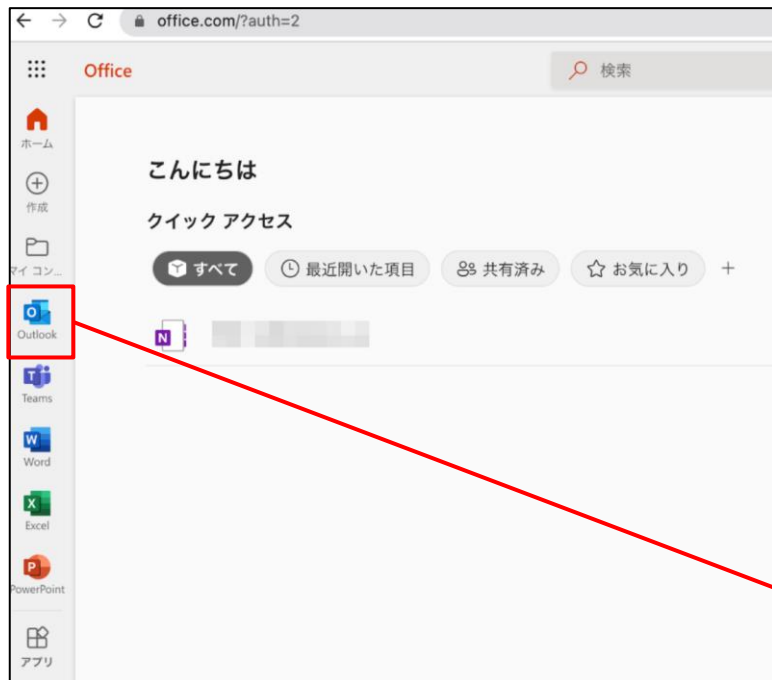 office.com/?auth=2
Office
検索
ホーム
作成
マイ コン...
Outlook
Teams
Word
Excel
PowerPoint
アプリ
こんにちは
クイック アクセス
すべて
最近開いた項目
共有済み
お気に入り
+